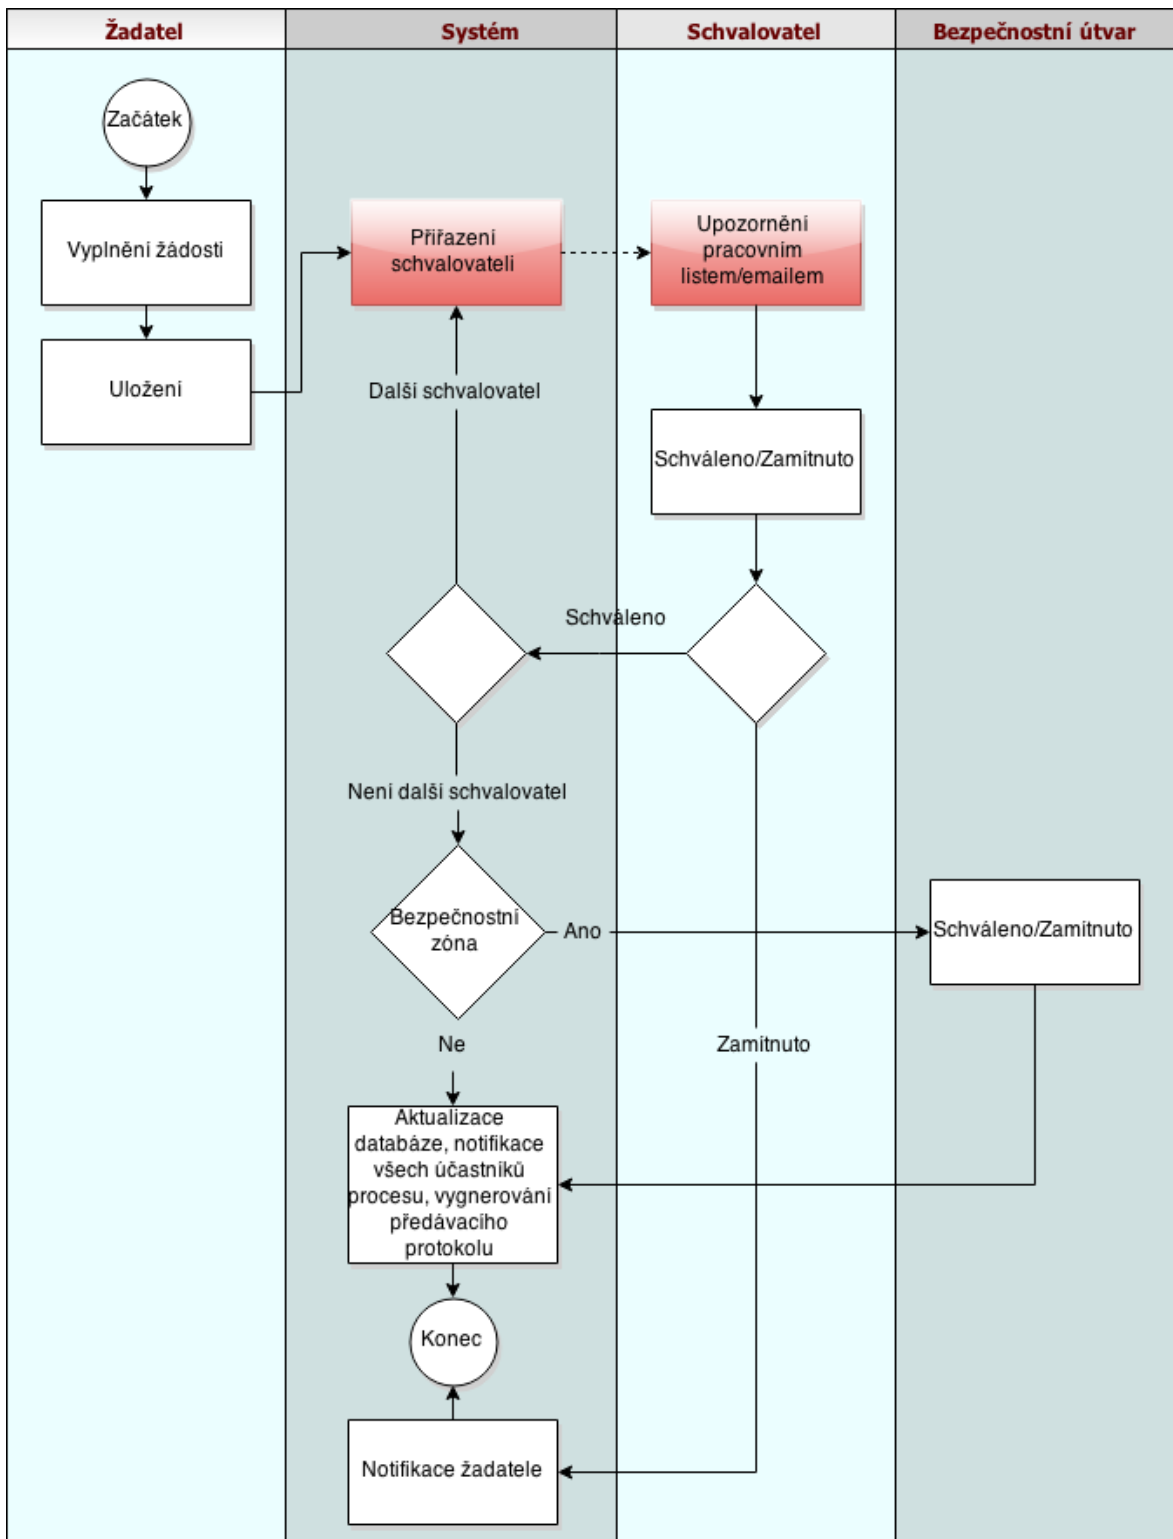 Žadatel
Systém
Schvalovatel
Bezpečnostní útvar
Začátek
Vyplnění žádosti
Přiřazení
schvalovateli
Upozornění
pracovním
listem/emailem
Uložení
Další schvalovatel
Schváleno/Zamítnuto
Schváleno
Není další schvalovatel
Bezpečnostní
zóna
Ano
Schváleno/Zamítnuto
Ne
Zamítnuto
Aktualizace
databáze, notifikace
všech účastníků
procesu, vygnerování
předávacího
protokolu
Konec
Notifikace žadatele